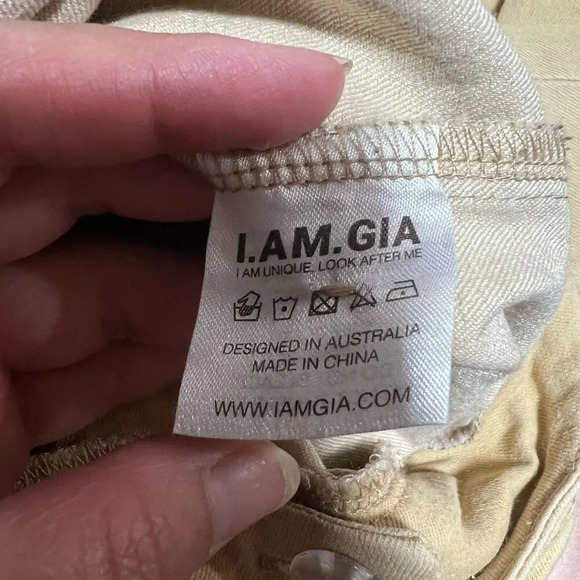 I.AM.GIA
I AM UNIQUE. LOOK AFTER ME
DESIGNED IN AUSTRALIA
MADE IN CHINA
WWW.IAMGIA.COM